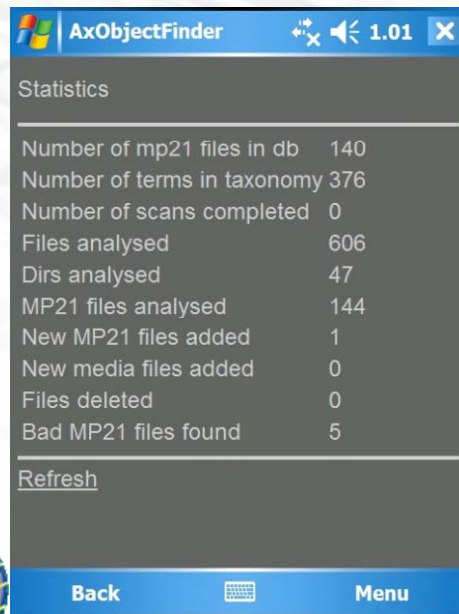 AxObjectFinder 1.01
Statistics
Number of mp21 files in db 140
Number of terms in taxonomy 376
Number of scans completed 0
Files analysed 606
Dirs analysed 47
MP21 files analysed 144
New MP21 files added 1
New media files added 0
Files deleted 0
Bad MP21 files found 5
Refresh
Back Menu